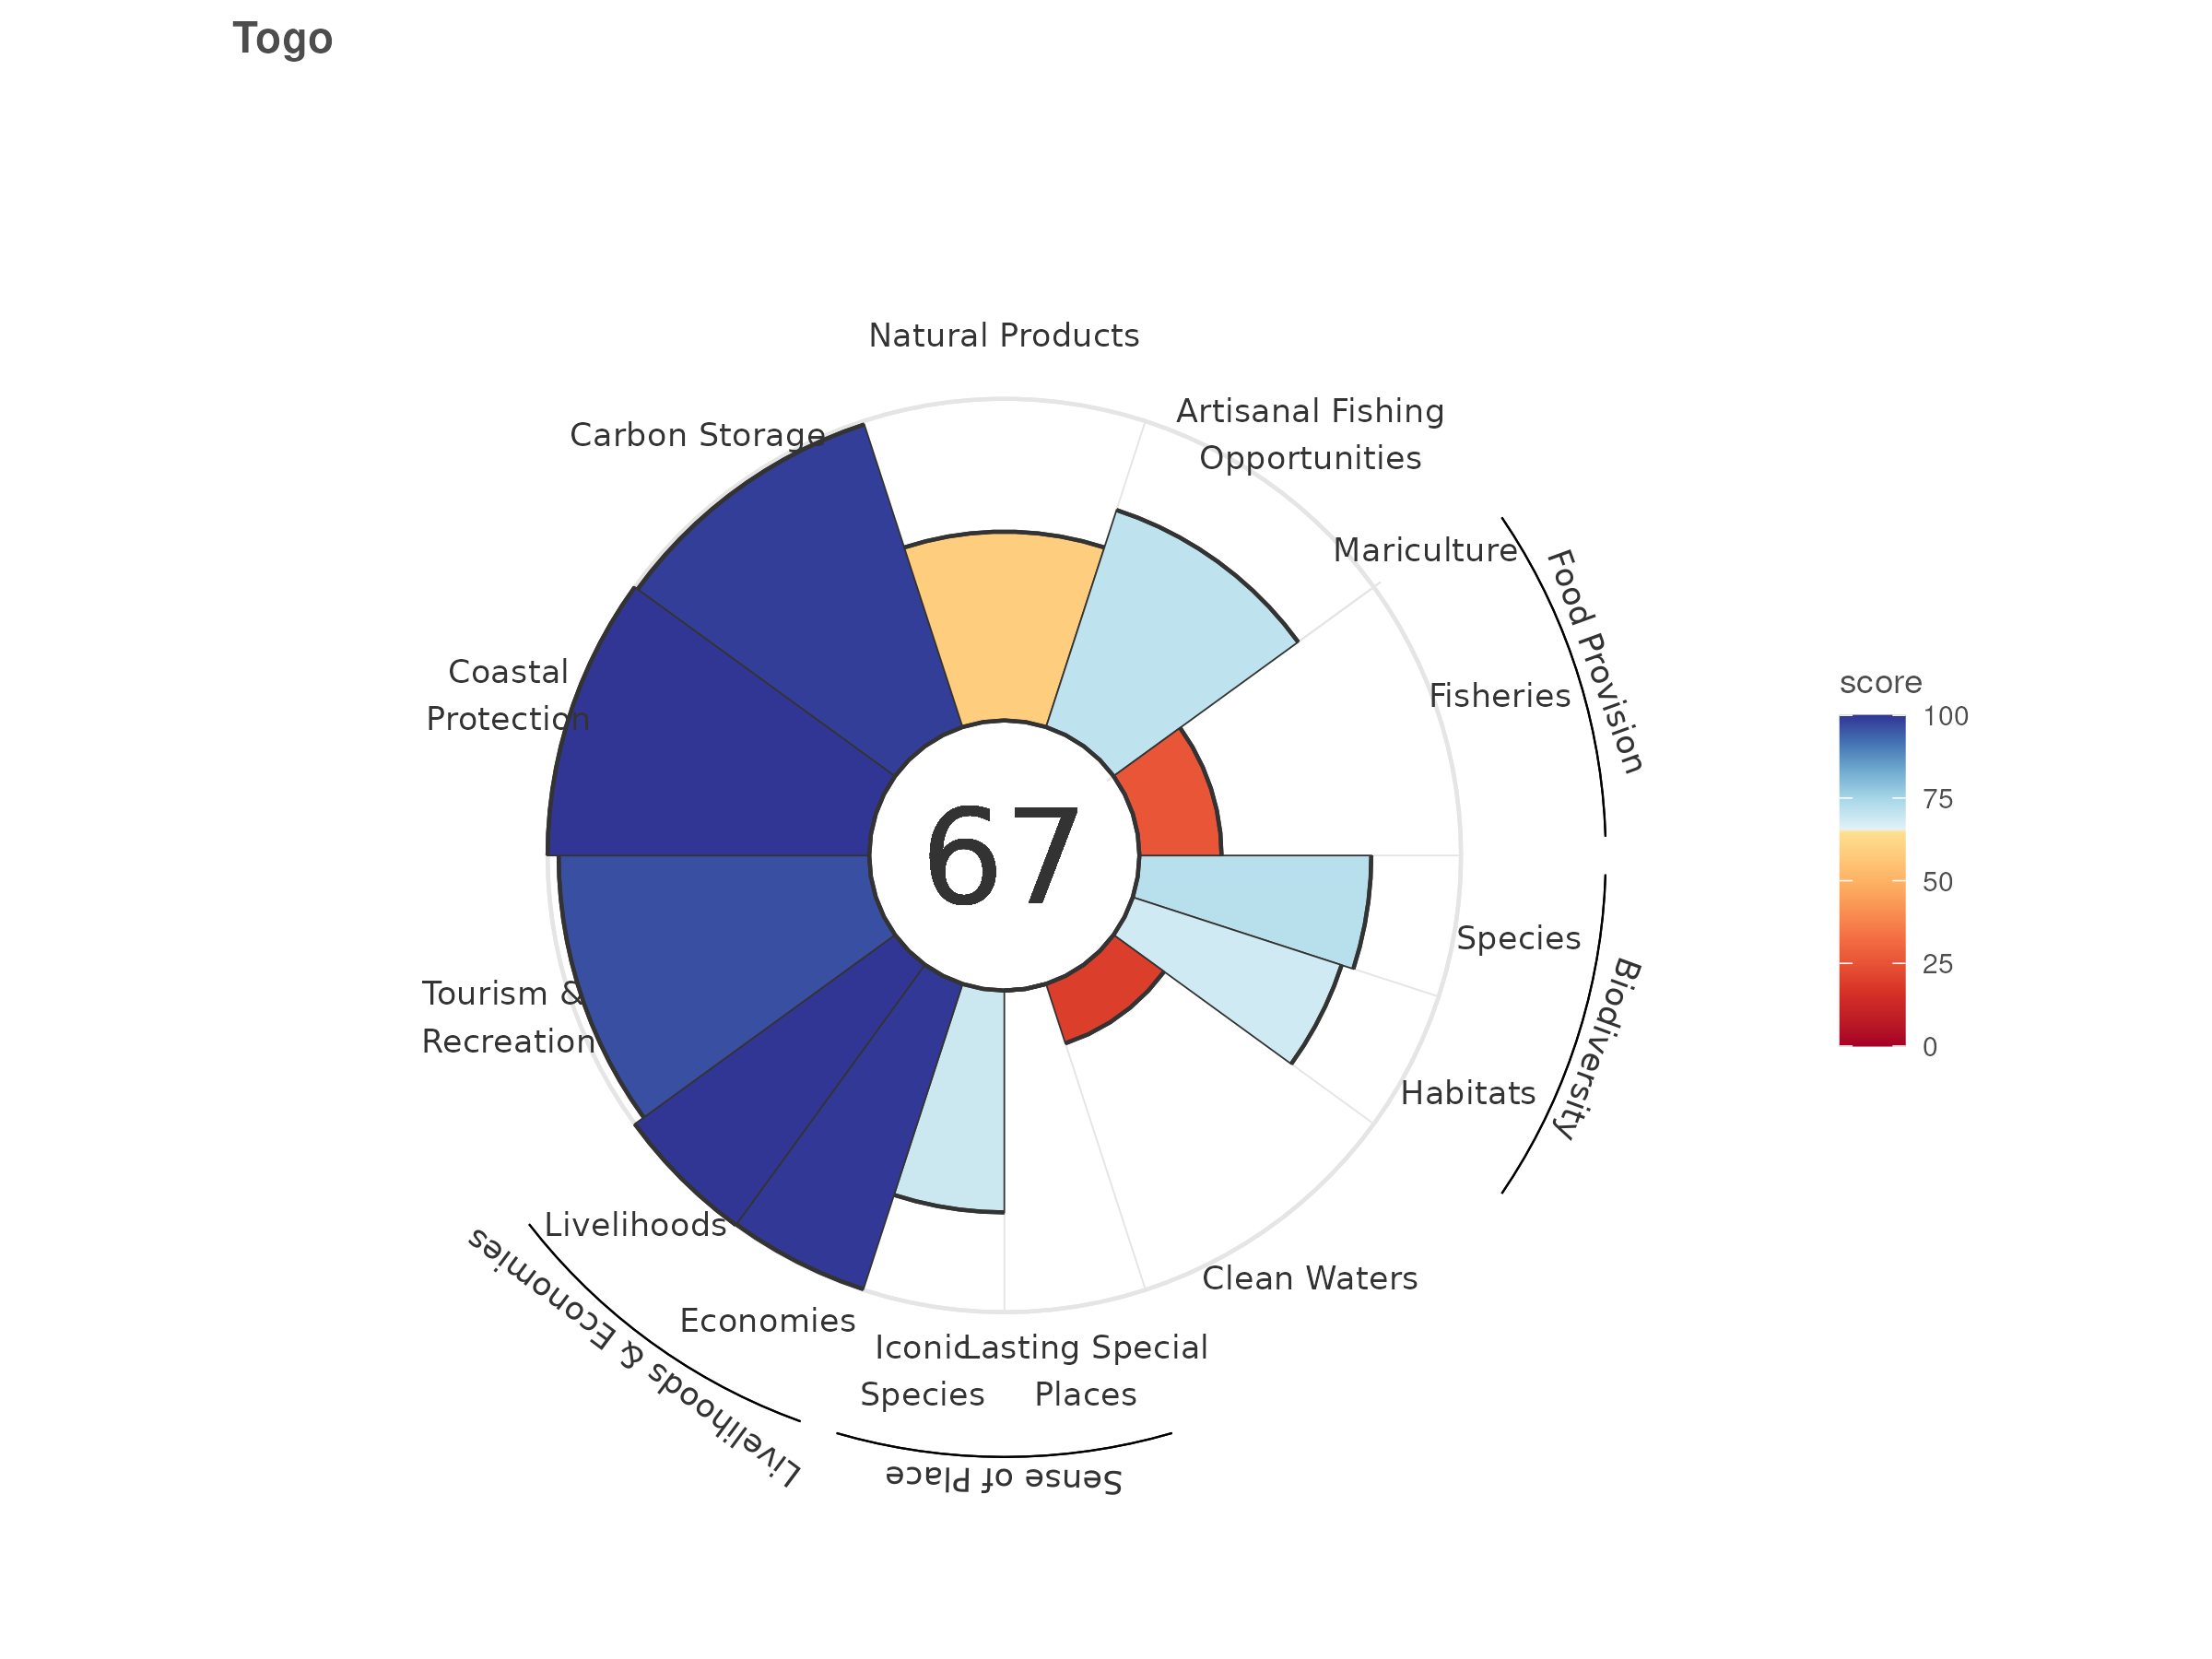 Togo
Natural Products
Carbon Storage
Artisanal Fishing
Opportunities
Mariculture
Food Provision
Fisheries
Coastal
Protection
67
score
100
75
50
25
0
Species
Biodiversity
Habitats
Tourism &
Recreation
Livelihoods
Livelihoods & Economies
Economies
Clean Waters
Iconic
Species
Lasting Special
Places
Sense of Place